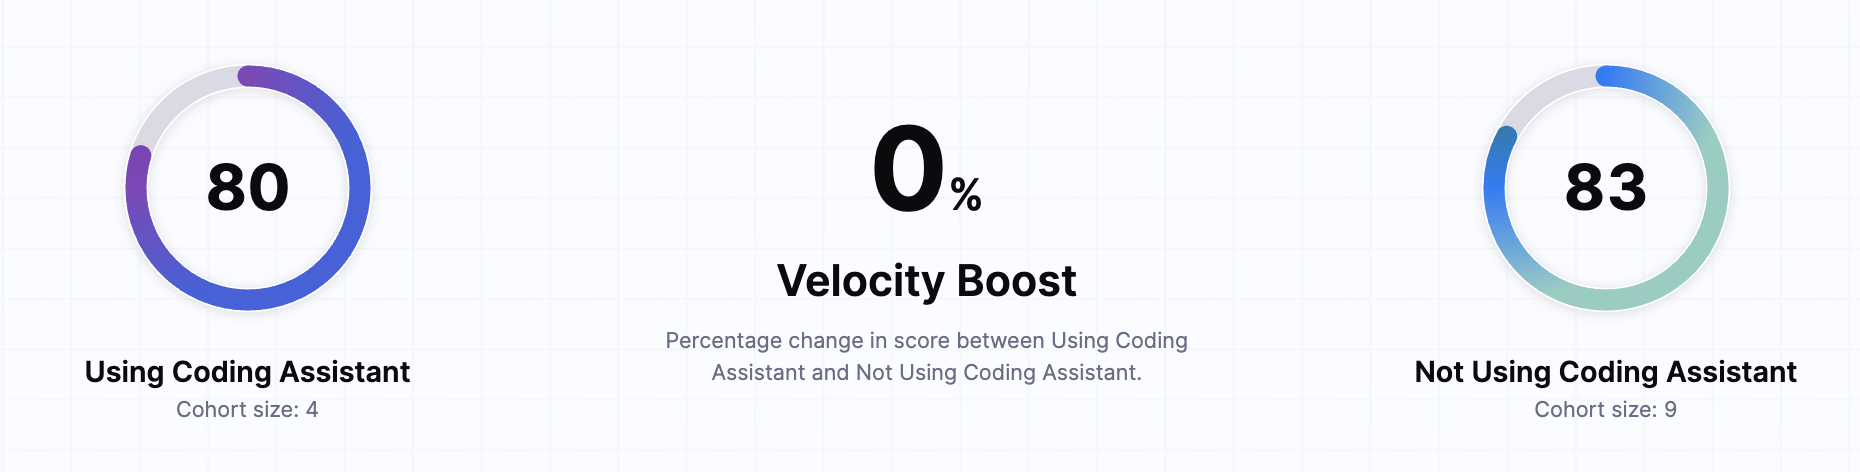 80
Using Coding Assistant
Cohort size: 4
0%
Velocity Boost
Percentage change in score between Using Coding
Assistant and Not Using Coding Assistant.
83
Not Using Coding Assistant
Cohort size: 9